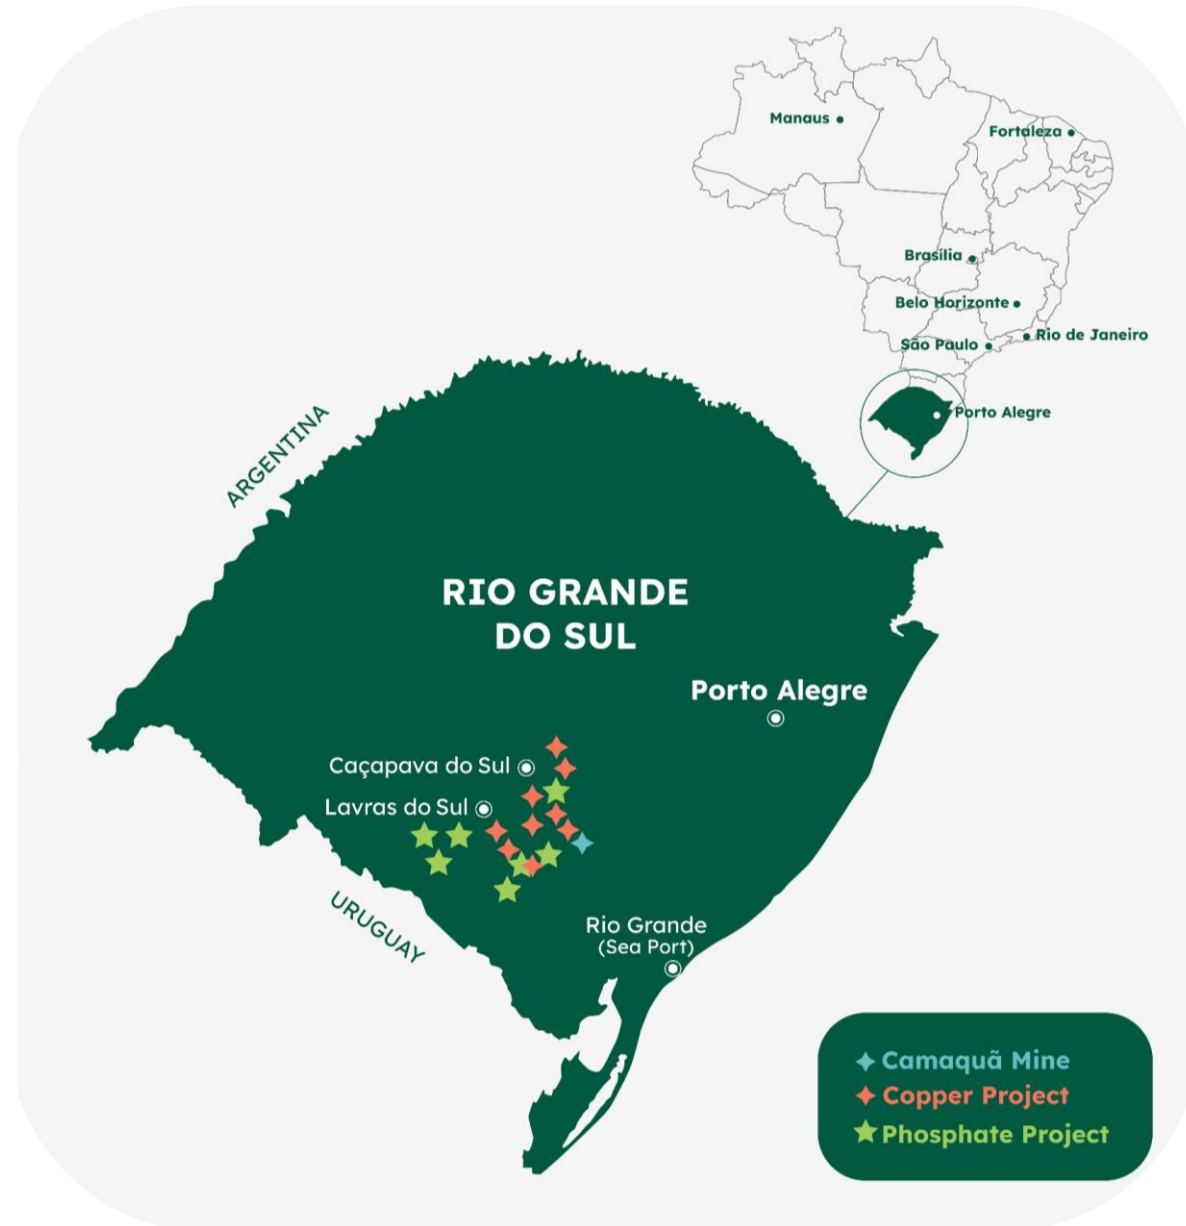 Manaus
Fortaleza
Brasília
Belo Horizonte
Rio de Janeiro
São Paulo
Porto Alegre
ARGENTINA
RIO GRANDE
DO SUL
Porto Alegre
Caçapava do Sul
Lavras do Sul
URUGUAY
Rio Grande
(Sea Port)
Camaquã Mine
Copper Project
Phosphate Project